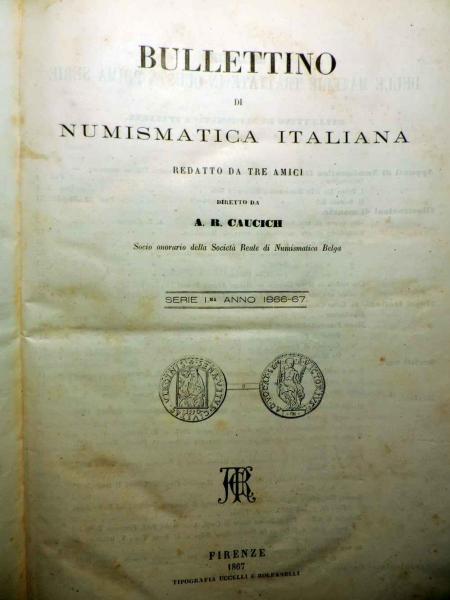 BULLETTINO
DI
NUMISMATICA ITALIANA
REDATTO DA TRE AMICI
DIRETTO DA
A. R. CAUCICH
Socio onorario della Società Reale di Numismatica Belga
SERIE I.MA ANNO 1866-67.
FIRENZE
1867
TIPOGRAFIA UCCELLI E ZOLFANELLI